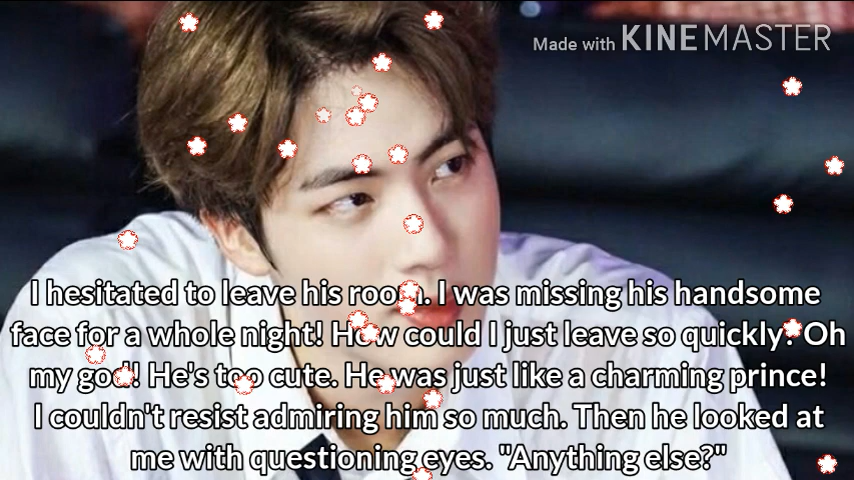 Made with KINEMASTER
I hesitated to leave his room. I was missing his handsome
face for a whole night! How could I just leave so quickly? Oh
my god! He's too cute. He was just like a charming prince!
I couldn't resist admiring him so much. Then he looked at
me with questioning eyes. "Anything else?"